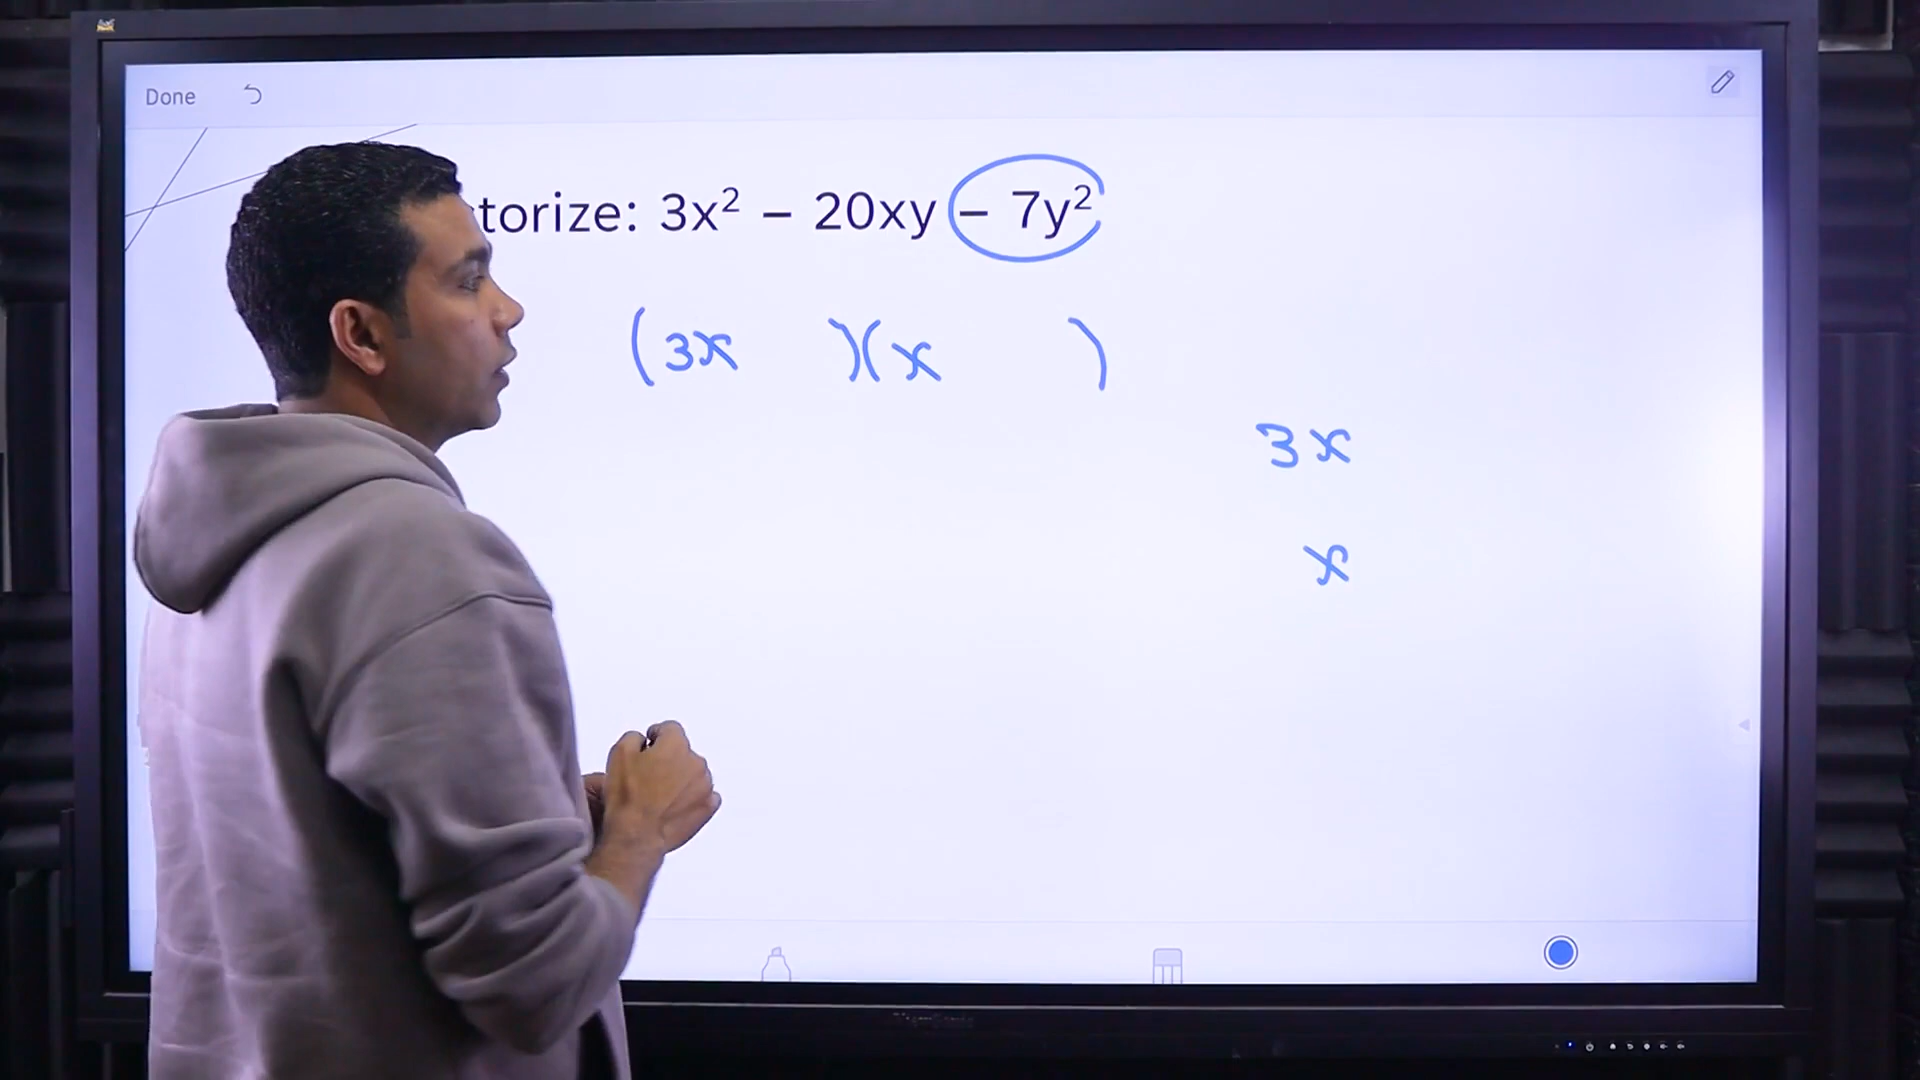 Done
torize: 3x² – 20xy – 7y²
(3x )(x )
3x
x